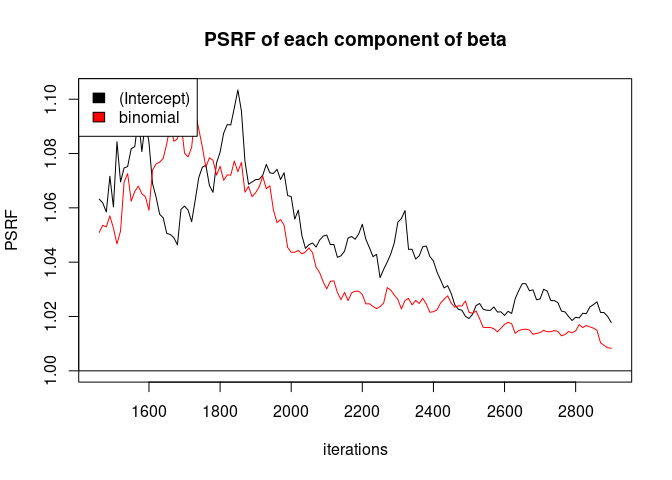 PSRF of each component of beta
(Intercept)
binomial
PSRF
1.10
1.08
1.06
1.04
1.02
1.00
1600 1800 2000 2200 2400 2600 2800
iterations